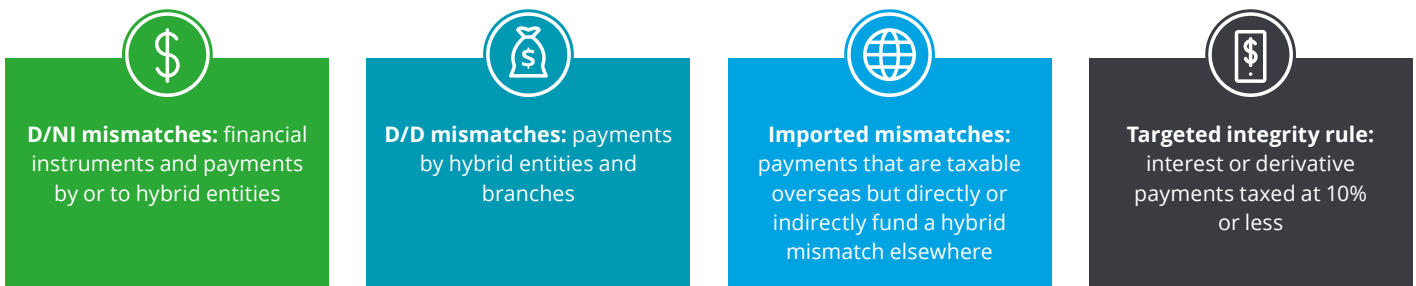 $
D/NI mismatches: financial
instruments and payments
by or to hybrid entities
$
D/D mismatches: payments
by hybrid entities and
branches
Imported mismatches:
payments that are taxable
overseas but directly or
indirectly fund a hybrid
mismatch elsewhere
$
Targeted integrity rule:
interest or derivative
payments taxed at 10%
or less